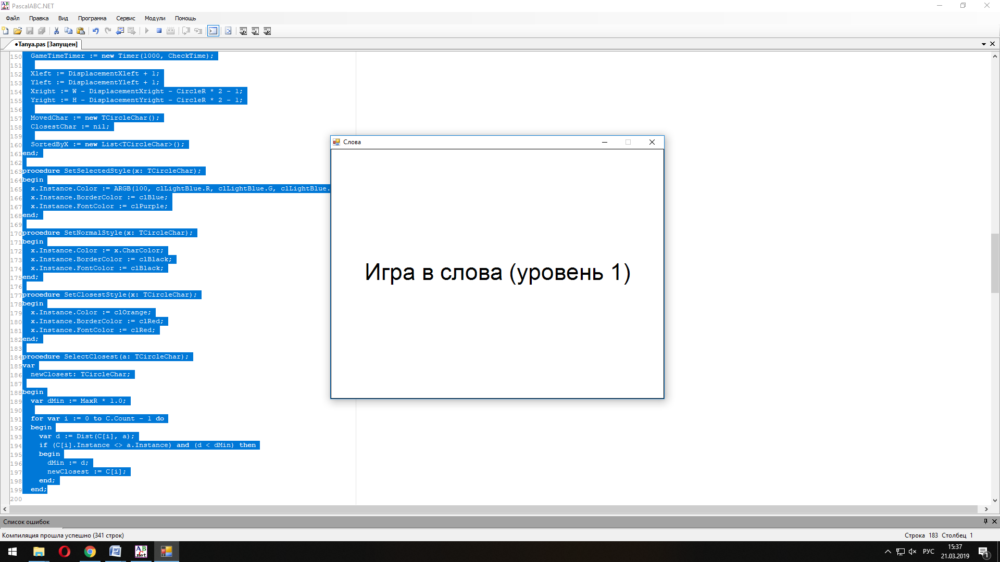 PascalABC.NET
Файл Правка Вид Программа Сервис Модули Помощь
•Tanya.pas [Запущен]
150 GameTimeTimer := new Timer(1000, CheckTime);
151
152 Xleft := DisplacementXleft + 1;
153 Yleft := DisplacementYleft + 1;
154 Xright := W - DisplacementXright - CircleR * 2 - 1;
155 Yright := H - DisplacementYright - CircleR * 2 - 1;
156
157 MovedChar := new TCircleChar();
158 ClosestChar := nil;
159
160 SortedByX := new List<TCircleChar>();
161 end;
162
163 procedure SetSelectedStyle(x: TCircleChar);
164 begin
165 x.Instance.Color := ARGB(100, clLightBlue.R, clLightBlue.G, clLightBlue.
166 x.Instance.BorderColor := clBlue;
167 x.Instance.FontColor := clPurple;
168 end;
169
170 procedure SetNormalStyle(x: TCircleChar);
171 begin
172 x.Instance.Color := x.CharColor;
173 x.Instance.BorderColor := clBlack;
174 x.Instance.FontColor := clBlack;
175 end;
176
177 procedure SetClosestStyle(x: TCircleChar);
178 begin
179 x.Instance.Color := clOrange;
180 x.Instance.BorderColor := clRed;
181 x.Instance.FontColor := clRed;
182 end;
183
184 procedure SelectClosest(a: TCircleChar);
185 var
186 newClosest: TCircleChar;
187
188 begin
189 var dMin := MaxR * 1.0;
190
191 for var i := 0 to C.Count - 1 do
192 begin
193 var d := Dist(C[i], a);
194 if (C[i].Instance <> a.Instance) and (d < dMin) then
195 begin
196 dMin := d;
197 newClosest := C[i];
198 end;
199 end;
200
Слова
Игра в слова (уровень 1)
Список ошибок
Компиляция прошла успешно (341 строк)
Строка 183 Столбец 1
РУС
15:37
21.03.2019
1